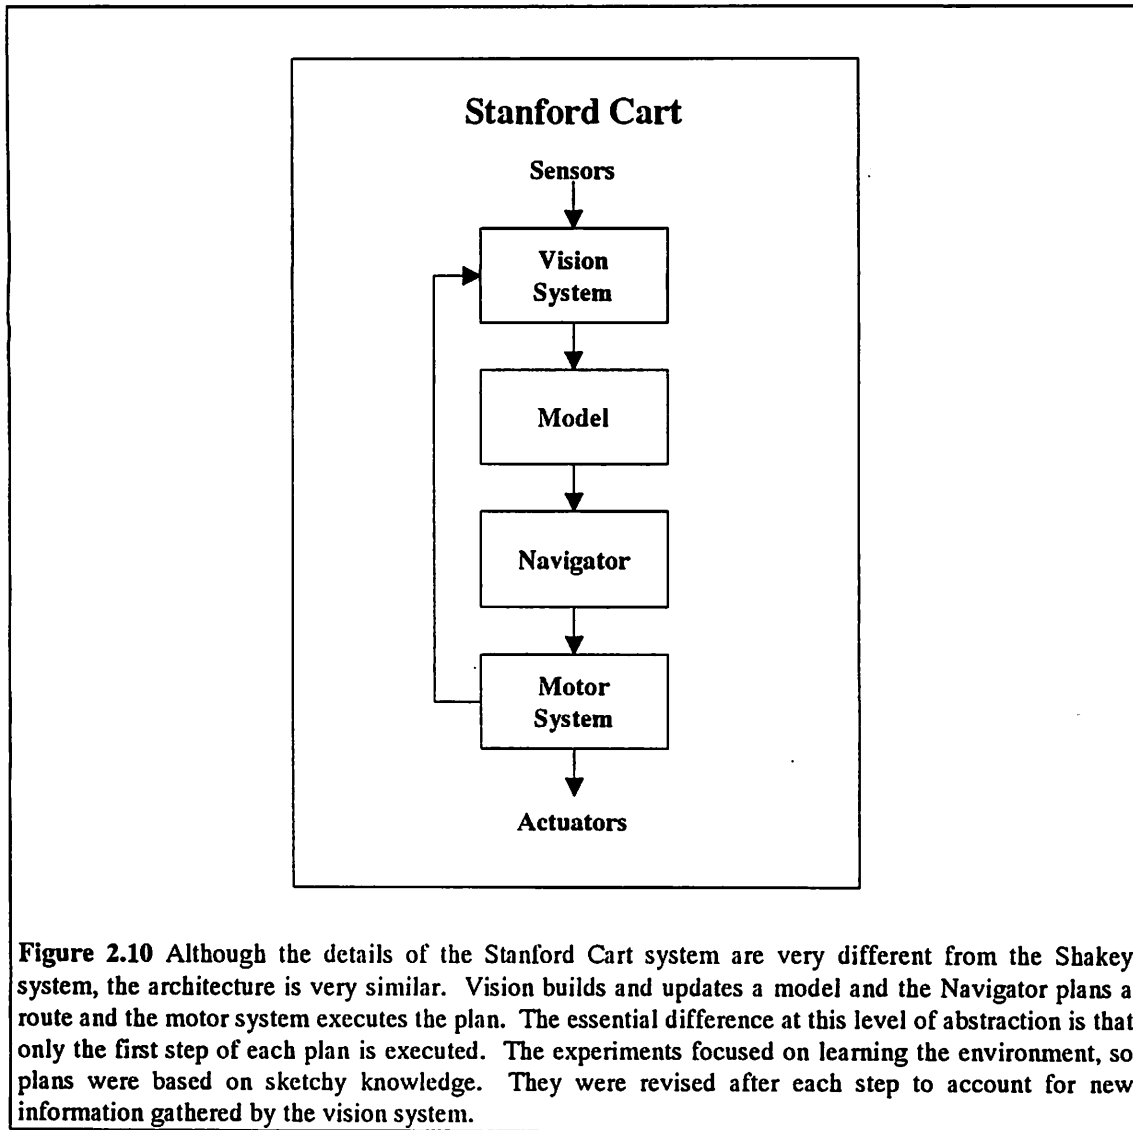 Stanford Cart
Sensors
Vision
System
Model
Navigator
Motor
System
Actuators
Figure 2.10 Although the details of the Stanford Cart system are very different from the Shakey
system, the architecture is very similar. Vision builds and updates a model and the Navigator plans a
route and the motor system executes the plan. The essential difference at this level of abstraction is that
only the first step of each plan is executed. The experiments focused on learning the environment, so
plans were based on sketchy knowledge. They were revised after each step to account for new
information gathered by the vision system.